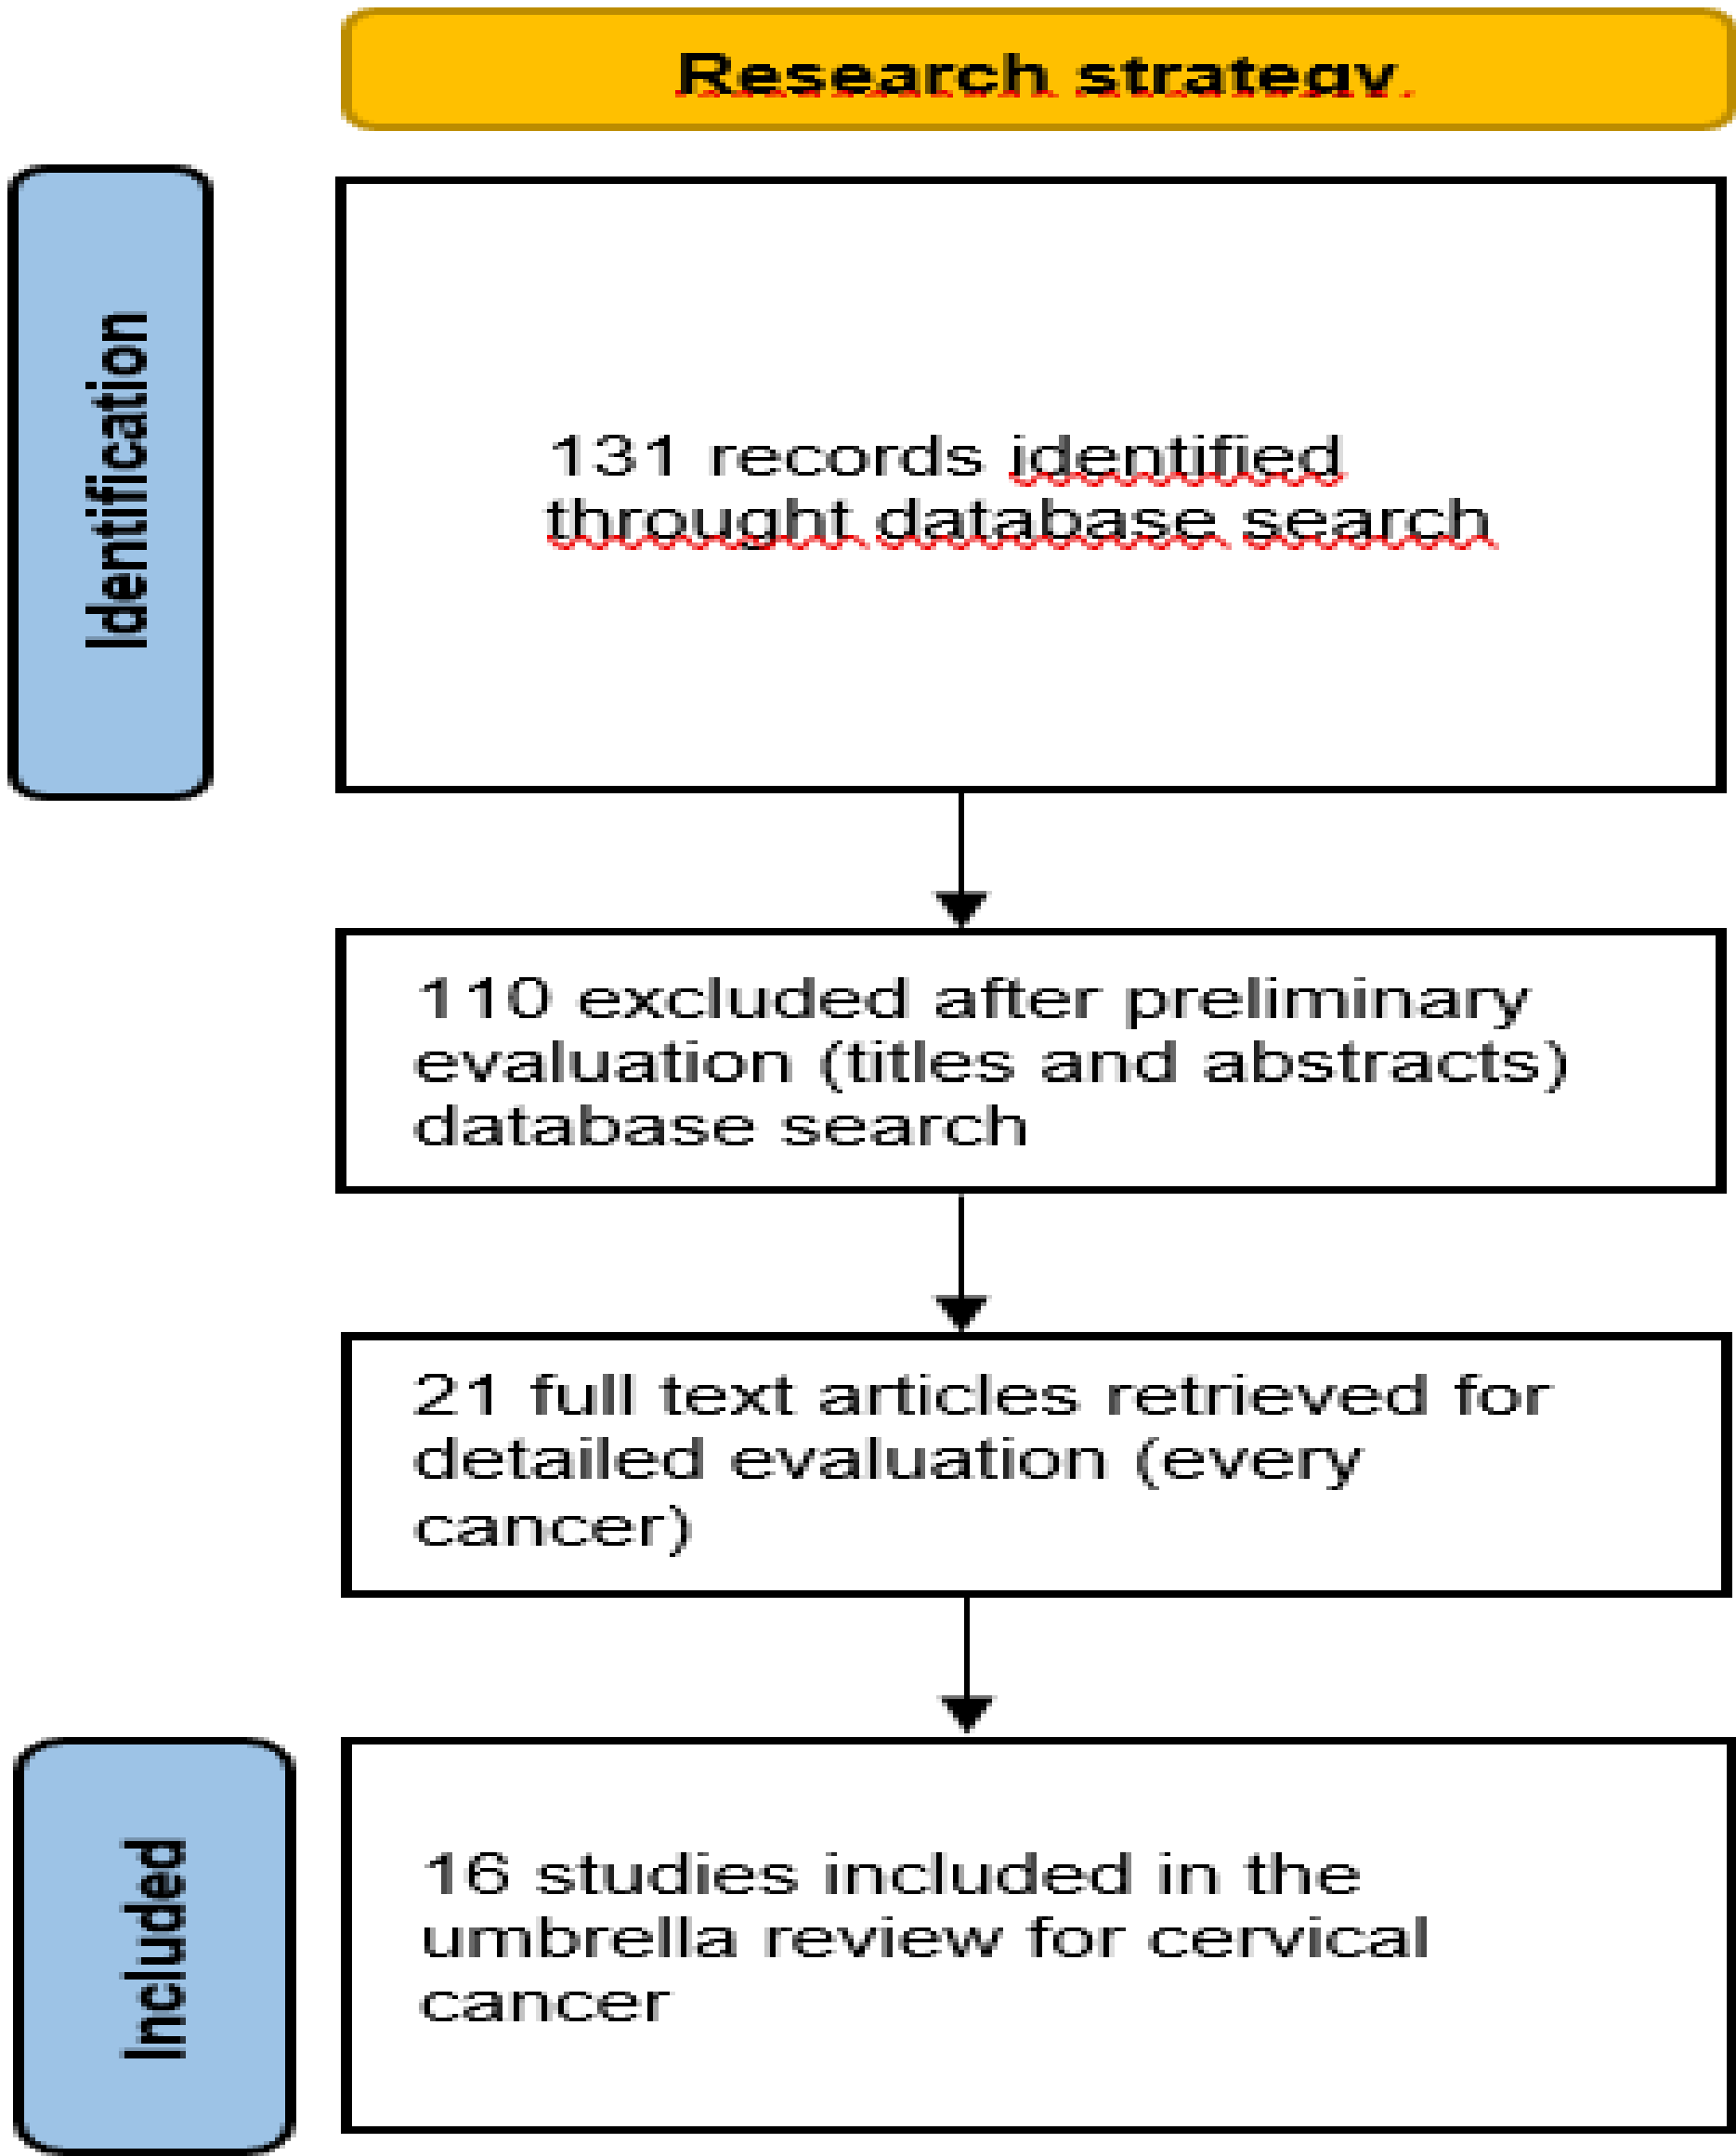 Research strategy
Identification
131 records identified
throught database search
110 excluded after preliminary
evaluation (titles and abstracts)
database search
21 full text articles retrieved for
detailed evaluation (every
cancer)
Included
16 studies included in the
umbrella review for cervical
cancer